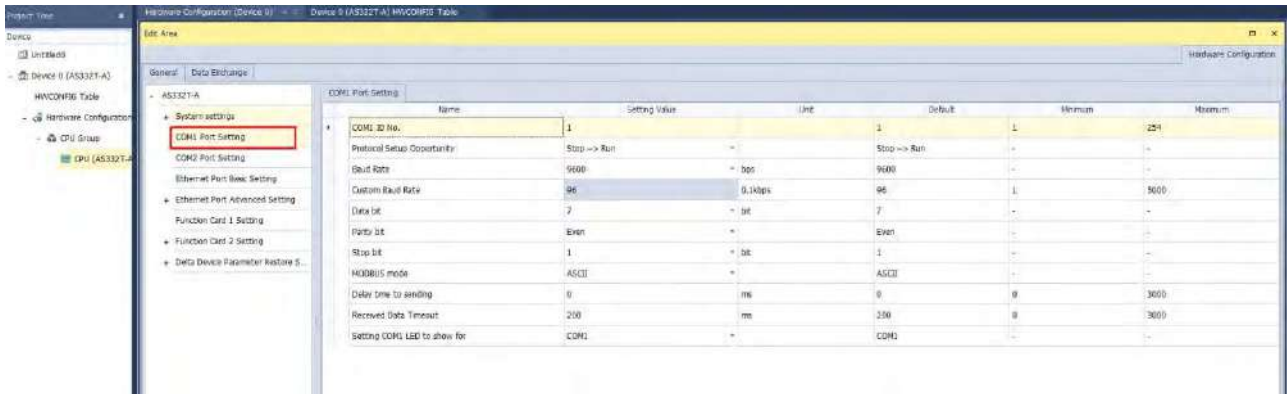 Project Tree
Hardware Configuration (Device 0)
Device 0 (AS332T-A) HWCONFIG Table
Device
Edit Area
Untitled0
Hardware Configuration
Device 0 (AS332T-A)
General
Data Exchange
HWCONFIG Table
Hardware Configuration
CPU Group
CPU (AS332T-A
AS332T-A
System settings
COM1 Port Setting
COM2 Port Setting
Ethernet Port Basic Setting
Ethernet Port Advanced Setting
Function Card 1 Setting
Function Card 2 Setting
Delta Device Parameter Restore S...
COM1 Port Setting
Name Setting Value Unit Default Minimum Maximum
COM1 ID No. 1 1 1 254
Protocol Setup Opportunity Stop --> Run Stop --> Run - -
Baud Rate 9600 bps 9600 - -
Custom Baud Rate 96 0.1kbps 96 1 5000
Data bit 7 bit 7 - -
Parity bit Even Even - -
Stop bit 1 bit 1 - -
MODBUS mode ASCII ASCII - -
Delay time to sending 0 ms 0 0 3000
Received Data Timeout 200 ms 200 0 3000
Setting COM1 LED to show for COM1 COM1 - -